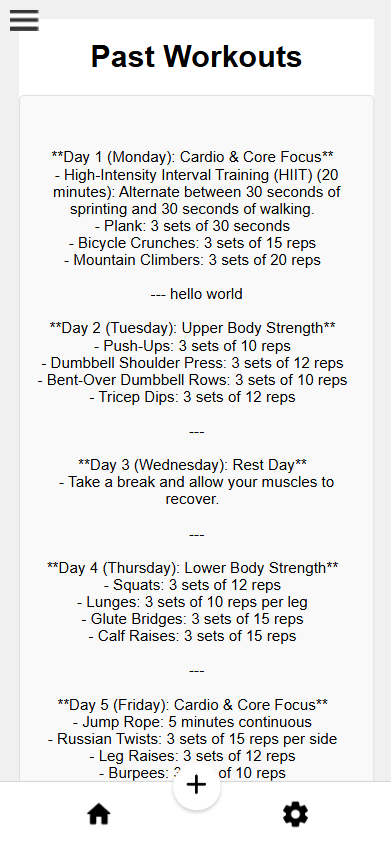 Past Workouts
**Day 1 (Monday): Cardio & Core Focus**
- High-Intensity Interval Training (HIIT) (20
minutes): Alternate between 30 seconds of
sprinting and 30 seconds of walking.
- Plank: 3 sets of 30 seconds
- Bicycle Crunches: 3 sets of 15 reps
- Mountain Climbers: 3 sets of 20 reps
--- hello world
**Day 2 (Tuesday): Upper Body Strength**
- Push-Ups: 3 sets of 10 reps
- Dumbbell Shoulder Press: 3 sets of 12 reps
- Bent-Over Dumbbell Rows: 3 sets of 10 reps
- Tricep Dips: 3 sets of 12 reps
---
**Day 3 (Wednesday): Rest Day**
- Take a break and allow your muscles to
recover.
---
**Day 4 (Thursday): Lower Body Strength**
- Squats: 3 sets of 12 reps
- Lunges: 3 sets of 10 reps per leg
- Glute Bridges: 3 sets of 15 reps
- Calf Raises: 3 sets of 15 reps
---
**Day 5 (Friday): Cardio & Core Focus**
- Jump Rope: 5 minutes continuous
- Russian Twists: 3 sets of 15 reps per side
- Leg Raises: 3 sets of 12 reps
- Burpees: of 10 reps